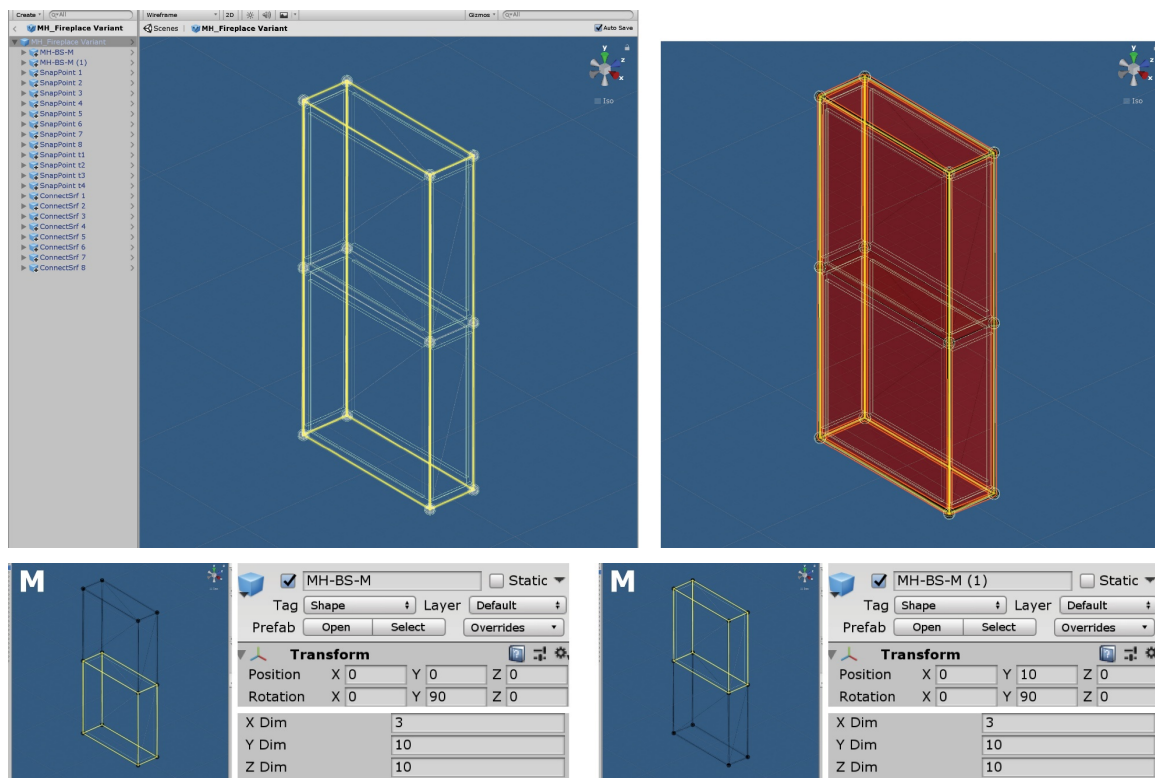 Create * Q▾All Wireframe 2D Gizmos * Q▾All
< MH_Fireplace Variant Scenes MH_Fireplace Variant Auto Save
MH_Fireplace Variant
MH-BS-M
MH-BS-M (1)
SnapPoint 1
SnapPoint 2
SnapPoint 3
SnapPoint 4
SnapPoint 5
SnapPoint 6
SnapPoint 7
SnapPoint 8
SnapPoint t1
SnapPoint t2
SnapPoint t3
SnapPoint t4
ConnectSrf 1
ConnectSrf 2
ConnectSrf 3
ConnectSrf 4
ConnectSrf 5
ConnectSrf 6
ConnectSrf 7
ConnectSrf 8
y
z
x
Iso
y
z
x
Iso
M
MH-BS-M Static
Tag Shape Layer Default
Prefab Open Select Overrides
Transform
Position X 0 Y 0 Z 0
Rotation X 0 Y 90 Z 0
X Dim 3
Y Dim 10
Z Dim 10
M
MH-BS-M (1) Static
Tag Shape Layer Default
Prefab Open Select Overrides
Transform
Position X 0 Y 10 Z 0
Rotation X 0 Y 90 Z 0
X Dim 3
Y Dim 10
Z Dim 10